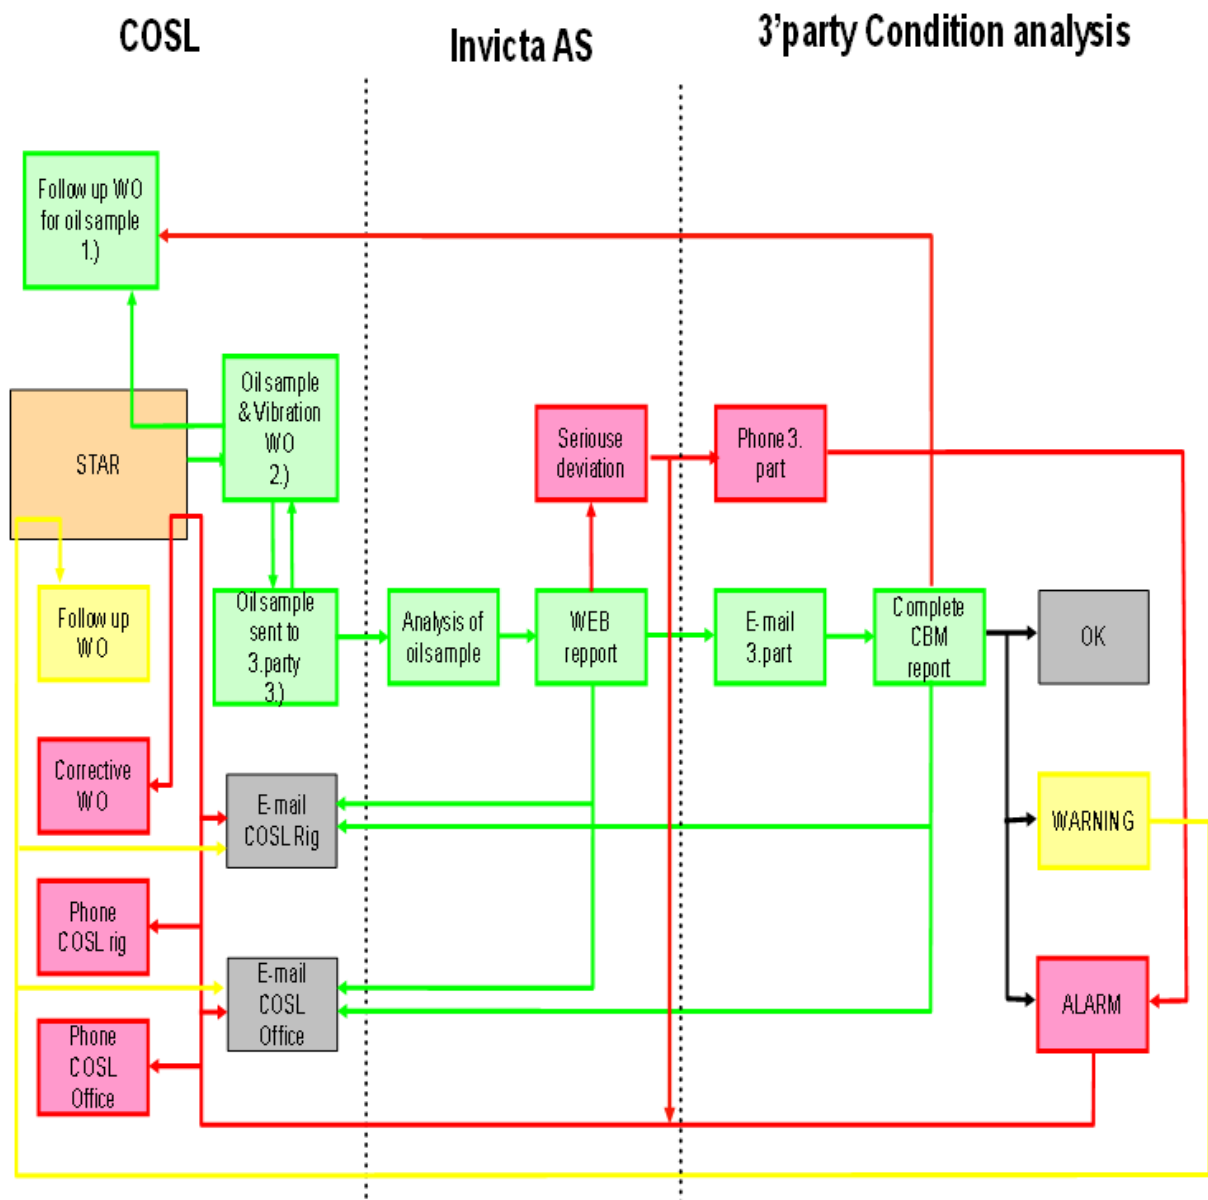 COSL
Invicta AS
3'party Condition analysis
Follow up WO
for oil sample
1.)
Oil sample
& Vibration
WO
2.)
STAR
Seriouse
deviation
Phone 3.
part
Follow up
WO
Oil sample
sent to
3.party
3.)
Analysis of
oilsample
WEB
repport
E-mail
3.part
Complete
CBM
report
OK
Corrective
WO
E-mail
COSL Rig
WARNING
Phone
COSL rig
E-mail
COSL
Office
ALARM
Phone
COSL
Office